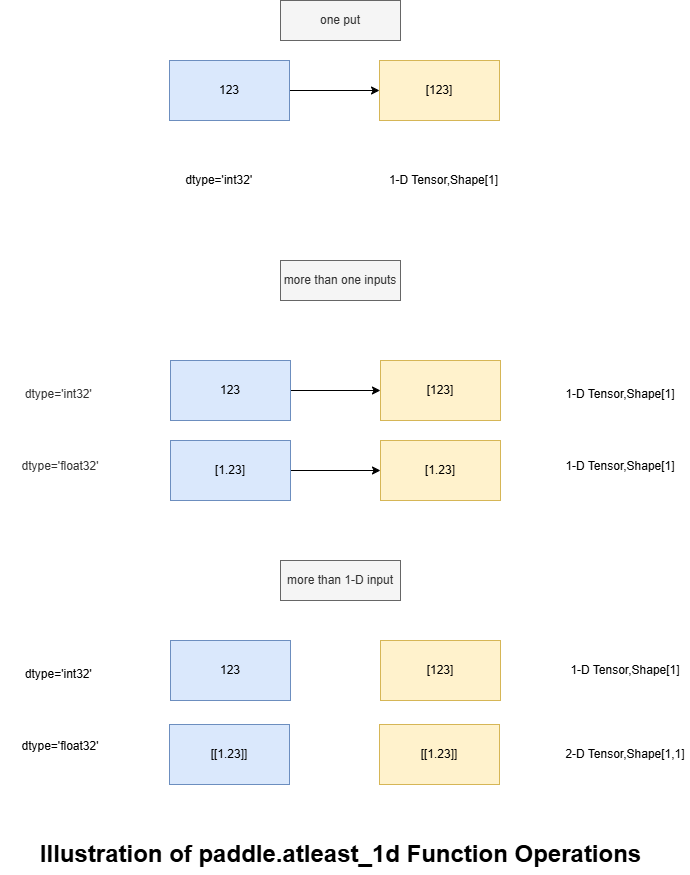 one put
123
[123]
dtype='int32'
1-D Tensor,Shape[1]
more than one inputs
dtype='int32'
123
[123]
1-D Tensor,Shape[1]
dtype='float32'
[1.23]
[1.23]
1-D Tensor,Shape[1]
more than 1-D input
dtype='int32'
123
[123]
1-D Tensor,Shape[1]
dtype='float32'
[[1.23]]
[[1.23]]
2-D Tensor,Shape[1,1]
Illustration of paddle.atleast_1d Function Operations